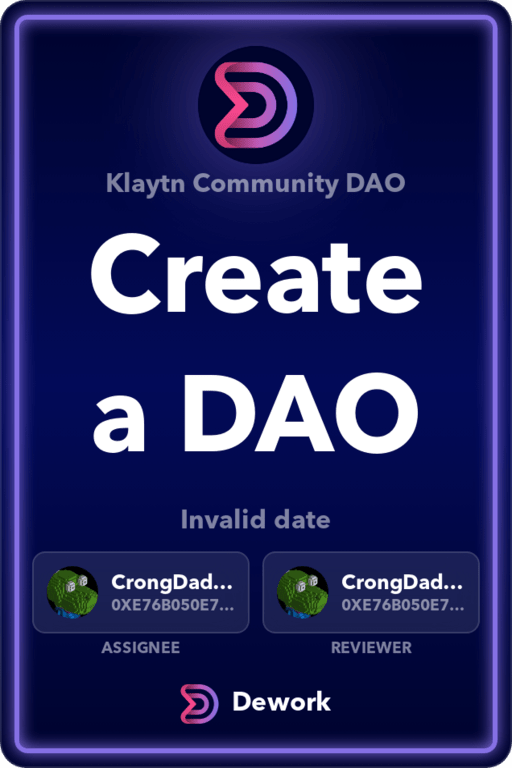 Klaytn Community DAO
Create
a DAO
Invalid date
CrongDad...
0XE76B050E7...
ASSIGNEE
CrongDad...
0XE76B050E7...
REVIEWER
Dework